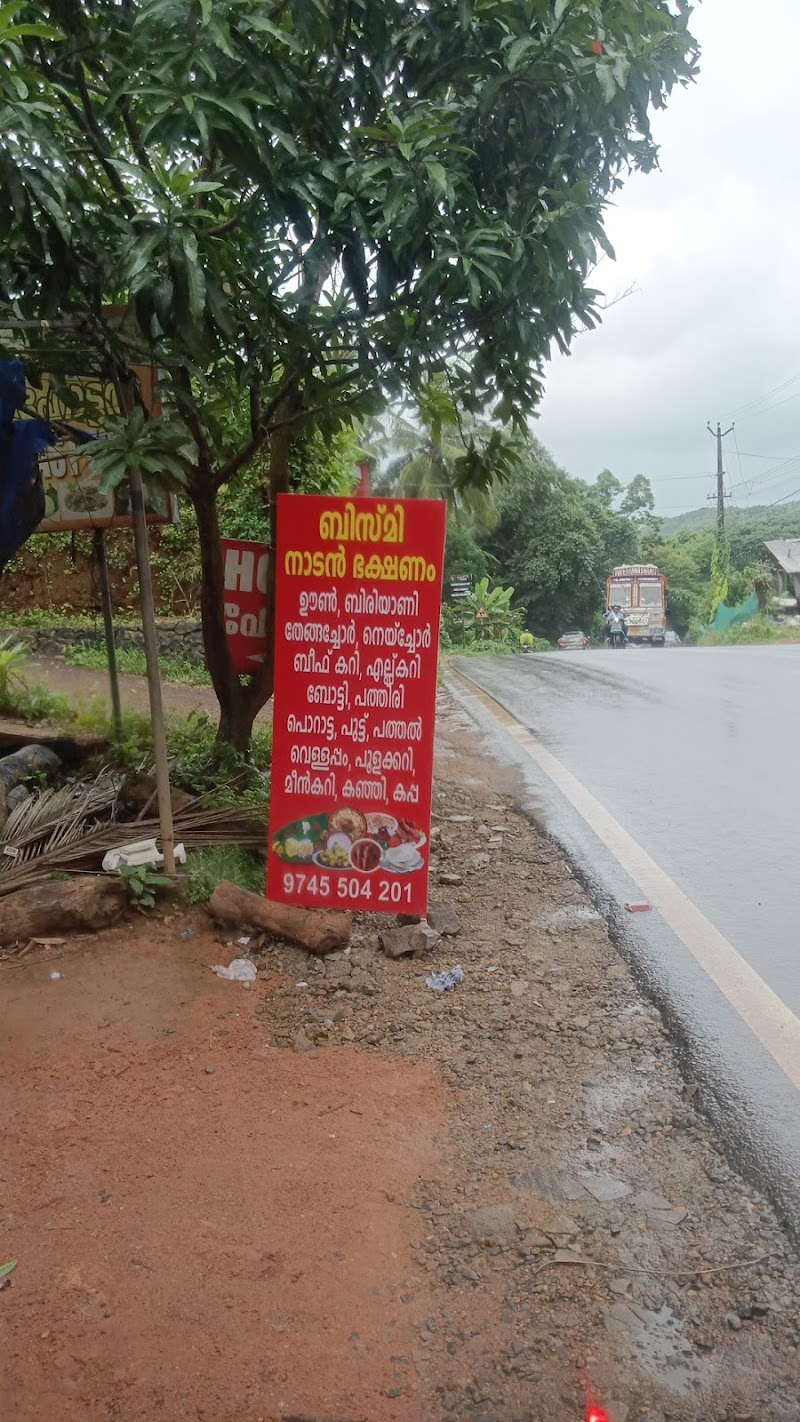 ബിസ്മി
നാടൻ ഭക്ഷണം
ഊൺ, ബിരിയാണി
തേങ്ങച്ചോർ, നെയ്ച്ചോർ
ബീഫ് കറി, എല്ല്കറി
ബോട്ടി, പത്തിരി
പൊറാട്ട, പുട്ട്, പത്തൽ
വെള്ളപ്പം, പൂളക്കറി,
മീൻകറി, കഞ്ഞി, കപ്പ
9745 504 201